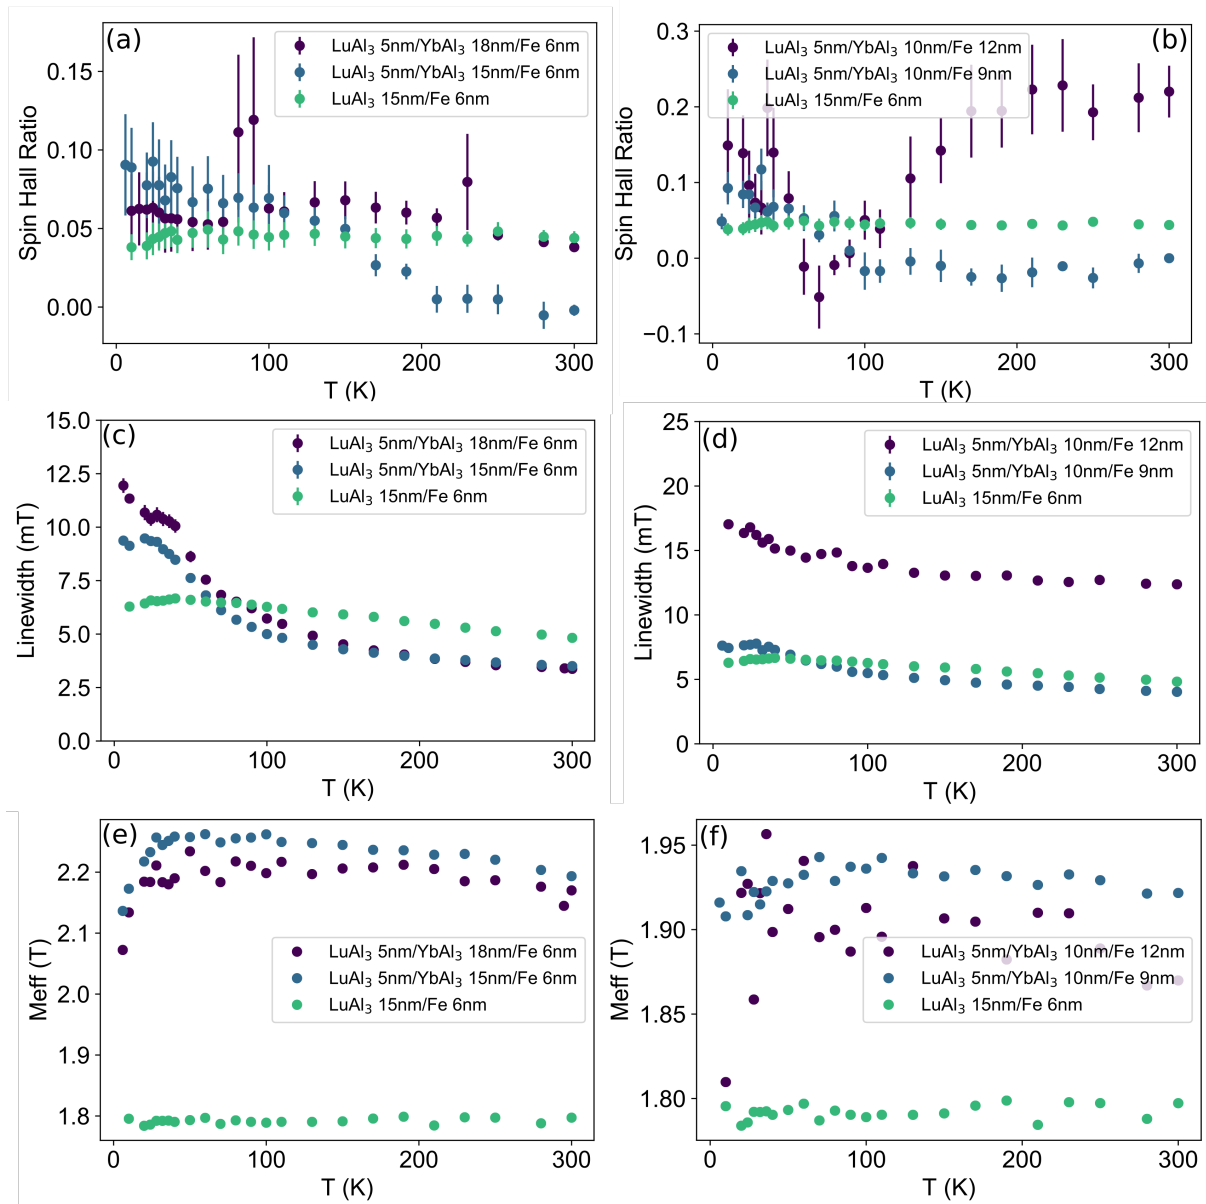 (a)
LuAl₃ 5nm/YbAl₃ 18nm/Fe 6nm
LuAl₃ 5nm/YbAl₃ 15nm/Fe 6nm
LuAl₃ 15nm/Fe 6nm
0.15
0.10
0.05
0.00
Spin Hall Ratio
0
100
200
300
T (K)
(b)
LuAl₃ 5nm/YbAl₃ 10nm/Fe 12nm
LuAl₃ 5nm/YbAl₃ 10nm/Fe 9nm
LuAl₃ 15nm/Fe 6nm
0.3
0.2
0.1
0.0
−0.1
Spin Hall Ratio
0
100
200
300
T (K)
(c)
LuAl₃ 5nm/YbAl₃ 18nm/Fe 6nm
LuAl₃ 5nm/YbAl₃ 15nm/Fe 6nm
LuAl₃ 15nm/Fe 6nm
15.0
12.5
10.0
7.5
5.0
2.5
0.0
Linewidth (mT)
0
100
200
300
T (K)
(d)
LuAl₃ 5nm/YbAl₃ 10nm/Fe 12nm
LuAl₃ 5nm/YbAl₃ 10nm/Fe 9nm
LuAl₃ 15nm/Fe 6nm
25
20
15
10
5
0
Linewidth (mT)
0
100
200
300
T (K)
(e)
LuAl₃ 5nm/YbAl₃ 18nm/Fe 6nm
LuAl₃ 5nm/YbAl₃ 15nm/Fe 6nm
LuAl₃ 15nm/Fe 6nm
2.2
2.1
2.0
1.9
1.8
Meff (T)
0
100
200
300
T (K)
(f)
LuAl₃ 5nm/YbAl₃ 10nm/Fe 12nm
LuAl₃ 5nm/YbAl₃ 10nm/Fe 9nm
LuAl₃ 15nm/Fe 6nm
1.95
1.90
1.85
1.80
Meff (T)
0
100
200
300
T (K)